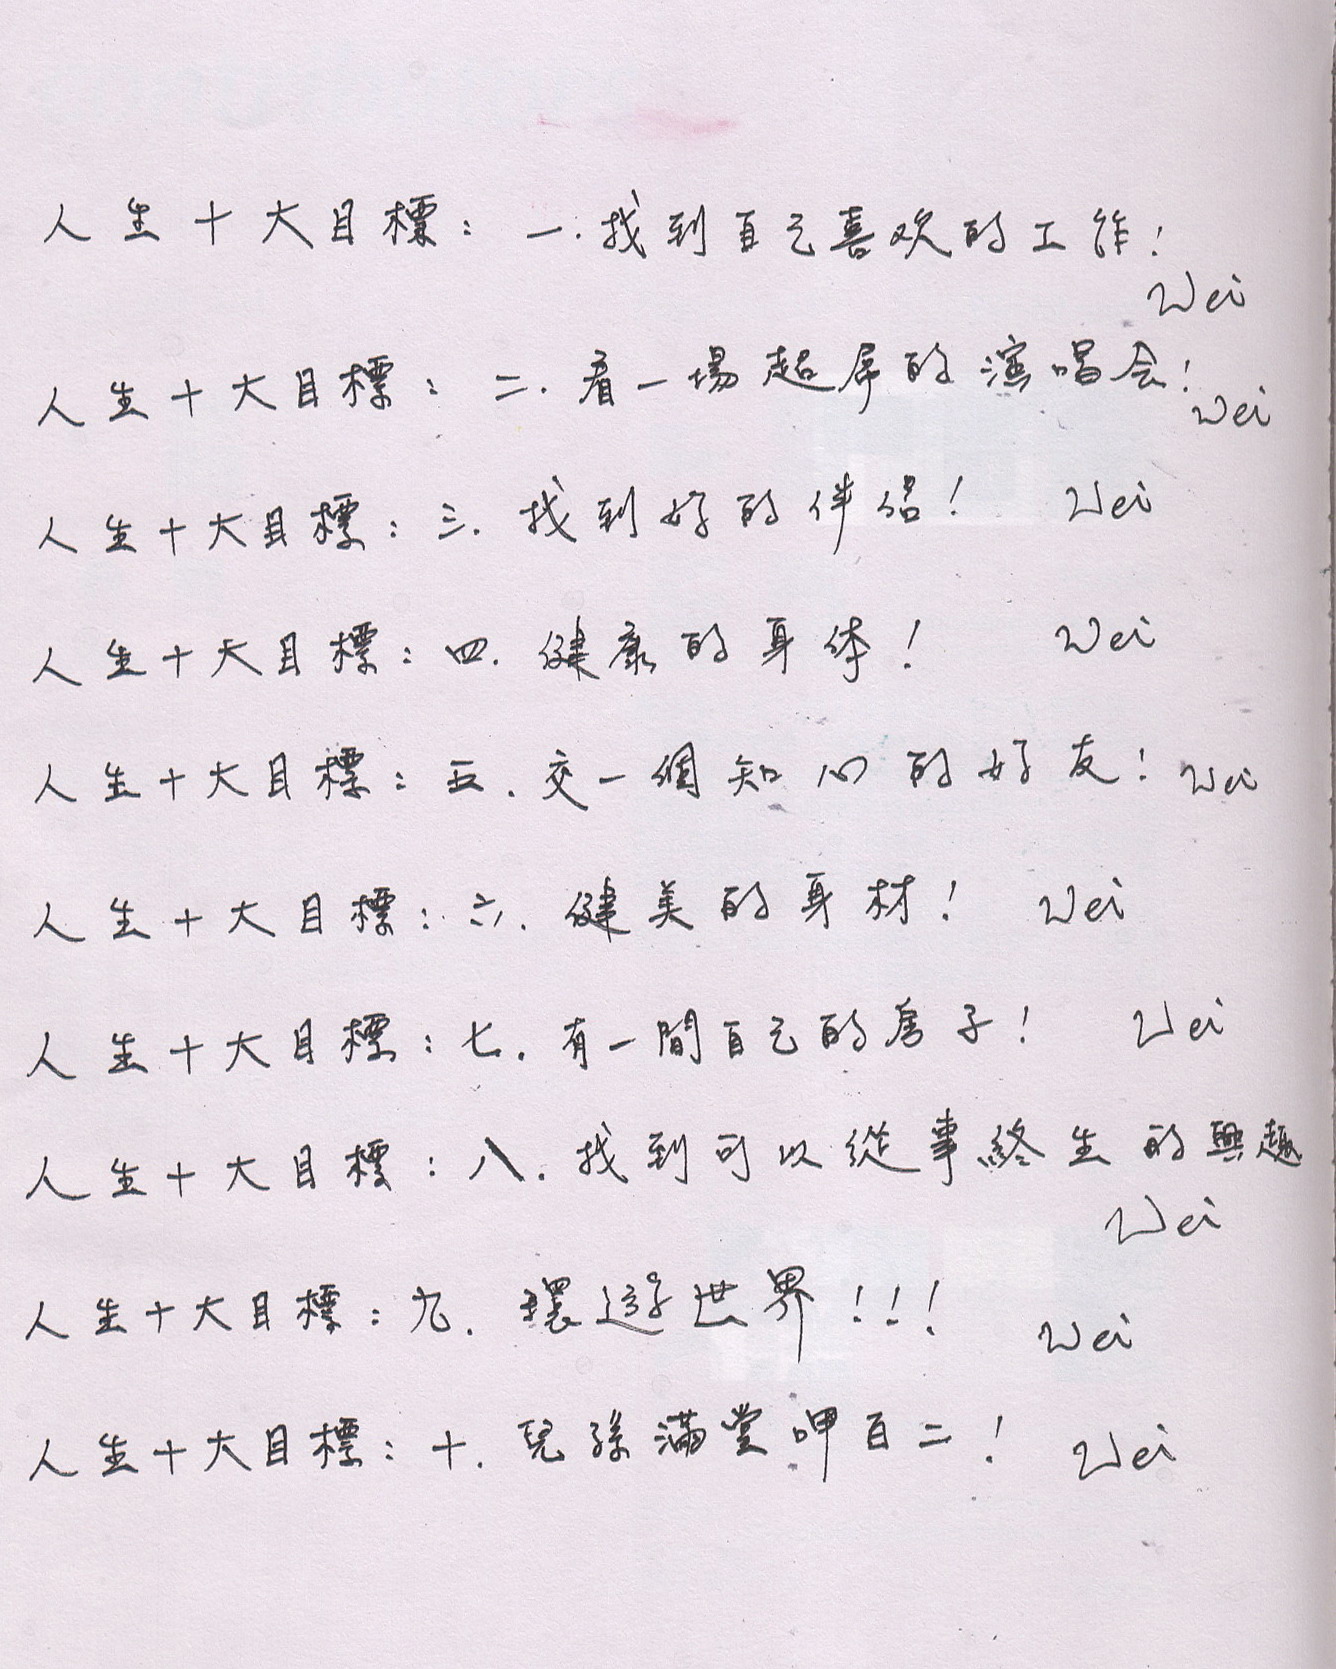 人生十大目標：一.找到自己喜欢的工作！
Wei
人生十大目標：二.看一場超屌的演唱会！
Wei
人生十大目標：三.找到好的伴侶！ Wei
人生十大目標：四.健康的身体！ Wei
人生十大目標：五.交一個知心的好友！ Wei
人生十大目標：六.健美的身材！ Wei
人生十大目標：七.有一間自己的房子！ Wei
人生十大目標：八.找到可以從事終生的興趣
Wei
人生十大目標：九.環遊世界！！！ Wei
人生十大目標：十.兒孫滿堂呷百二！ Wei